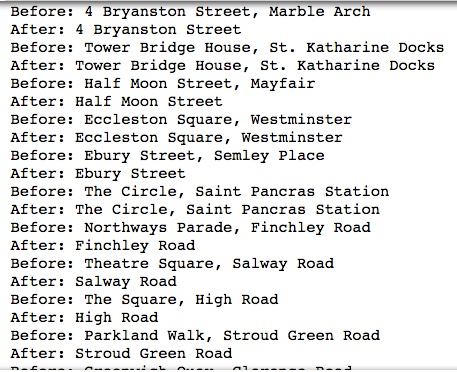 Before: 4 Bryanston Street, Marble Arch
After: 4 Bryanston Street
Before: Tower Bridge House, St. Katharine Docks
After: Tower Bridge House, St. Katharine Docks
Before: Half Moon Street, Mayfair
After: Half Moon Street
Before: Eccleston Square, Westminster
After: Eccleston Square, Westminster
Before: Ebury Street, Semley Place
After: Ebury Street
Before: The Circle, Saint Pancras Station
After: The Circle, Saint Pancras Station
Before: Northways Parade, Finchley Road
After: Finchley Road
Before: Theatre Square, Salway Road
After: Salway Road
Before: The Square, High Road
After: High Road
Before: Parkland Walk, Stroud Green Road
After: Stroud Green Road